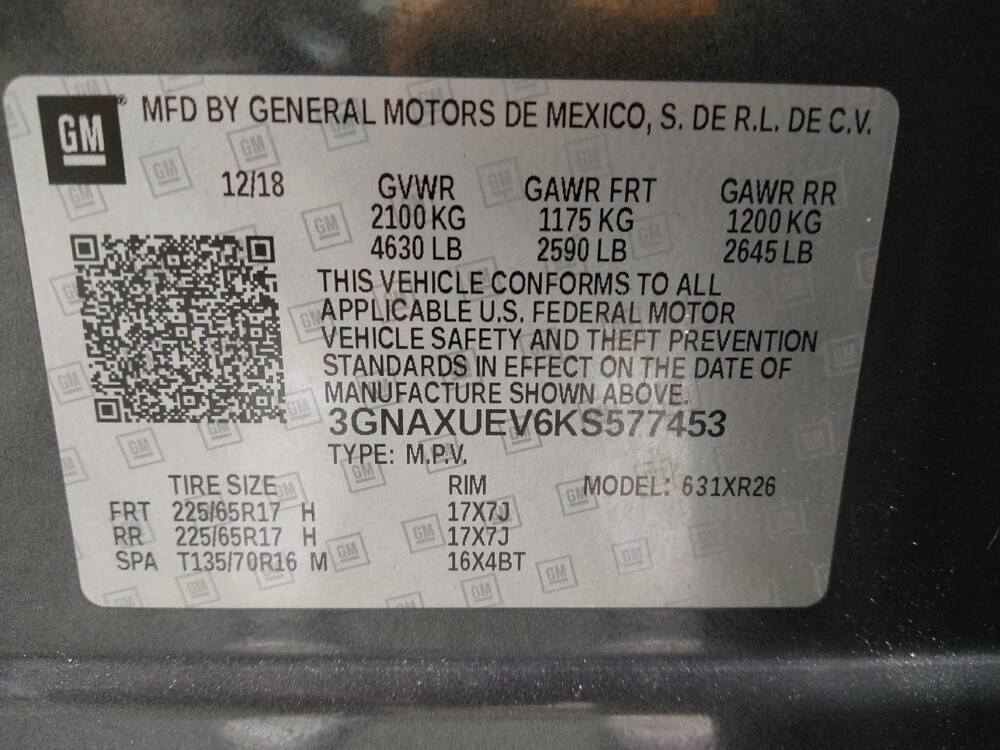 GM® MFD BY GENERAL MOTORS DE MEXICO, S. DE R.L. DE C.V.
12/18 GVWR GAWR FRT GAWR RR
2100 KG 1175 KG 1200 KG
4630 LB 2590 LB 2645 LB
THIS VEHICLE CONFORMS TO ALL
APPLICABLE U.S. FEDERAL MOTOR
VEHICLE SAFETY AND THEFT PREVENTION
STANDARDS IN EFFECT ON THE DATE OF
MANUFACTURE SHOWN ABOVE.
3GNAXUEV6KS577453
TYPE: M.P.V.
TIRE SIZE RIM MODEL: 631XR26
FRT 225/65R17 H 17X7J
RR 225/65R17 H 17X7J
SPA T135/70R16 M 16X4BT